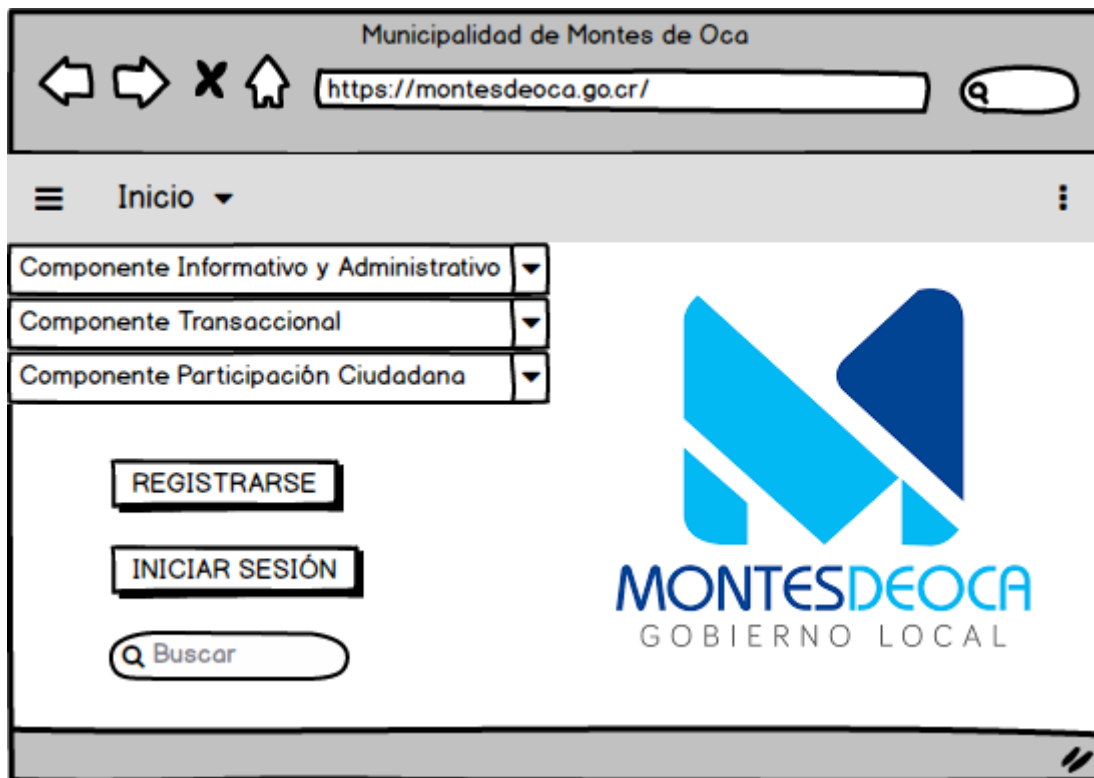 Municipalidad de Montes de Oca
https://montesdeoca.go.cr/
Inicio
Componente Informativo y Administrativo
Componente Transaccional
Componente Participación Ciudadana
REGISTRARSE
INICIAR SESIÓN
Buscar
MONTESDEOCA
GOBIERNO LOCAL